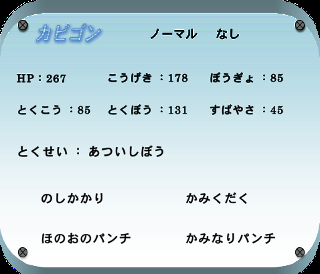 カビゴン ノーマル なし
HP：267 こうげき：178 ぼうぎょ：85
とくこう：85 とくぼう：131 すばやさ：45
とくせい： あついしぼう
のしかかり かみくだく
ほのおのパンチ かみなりパンチ